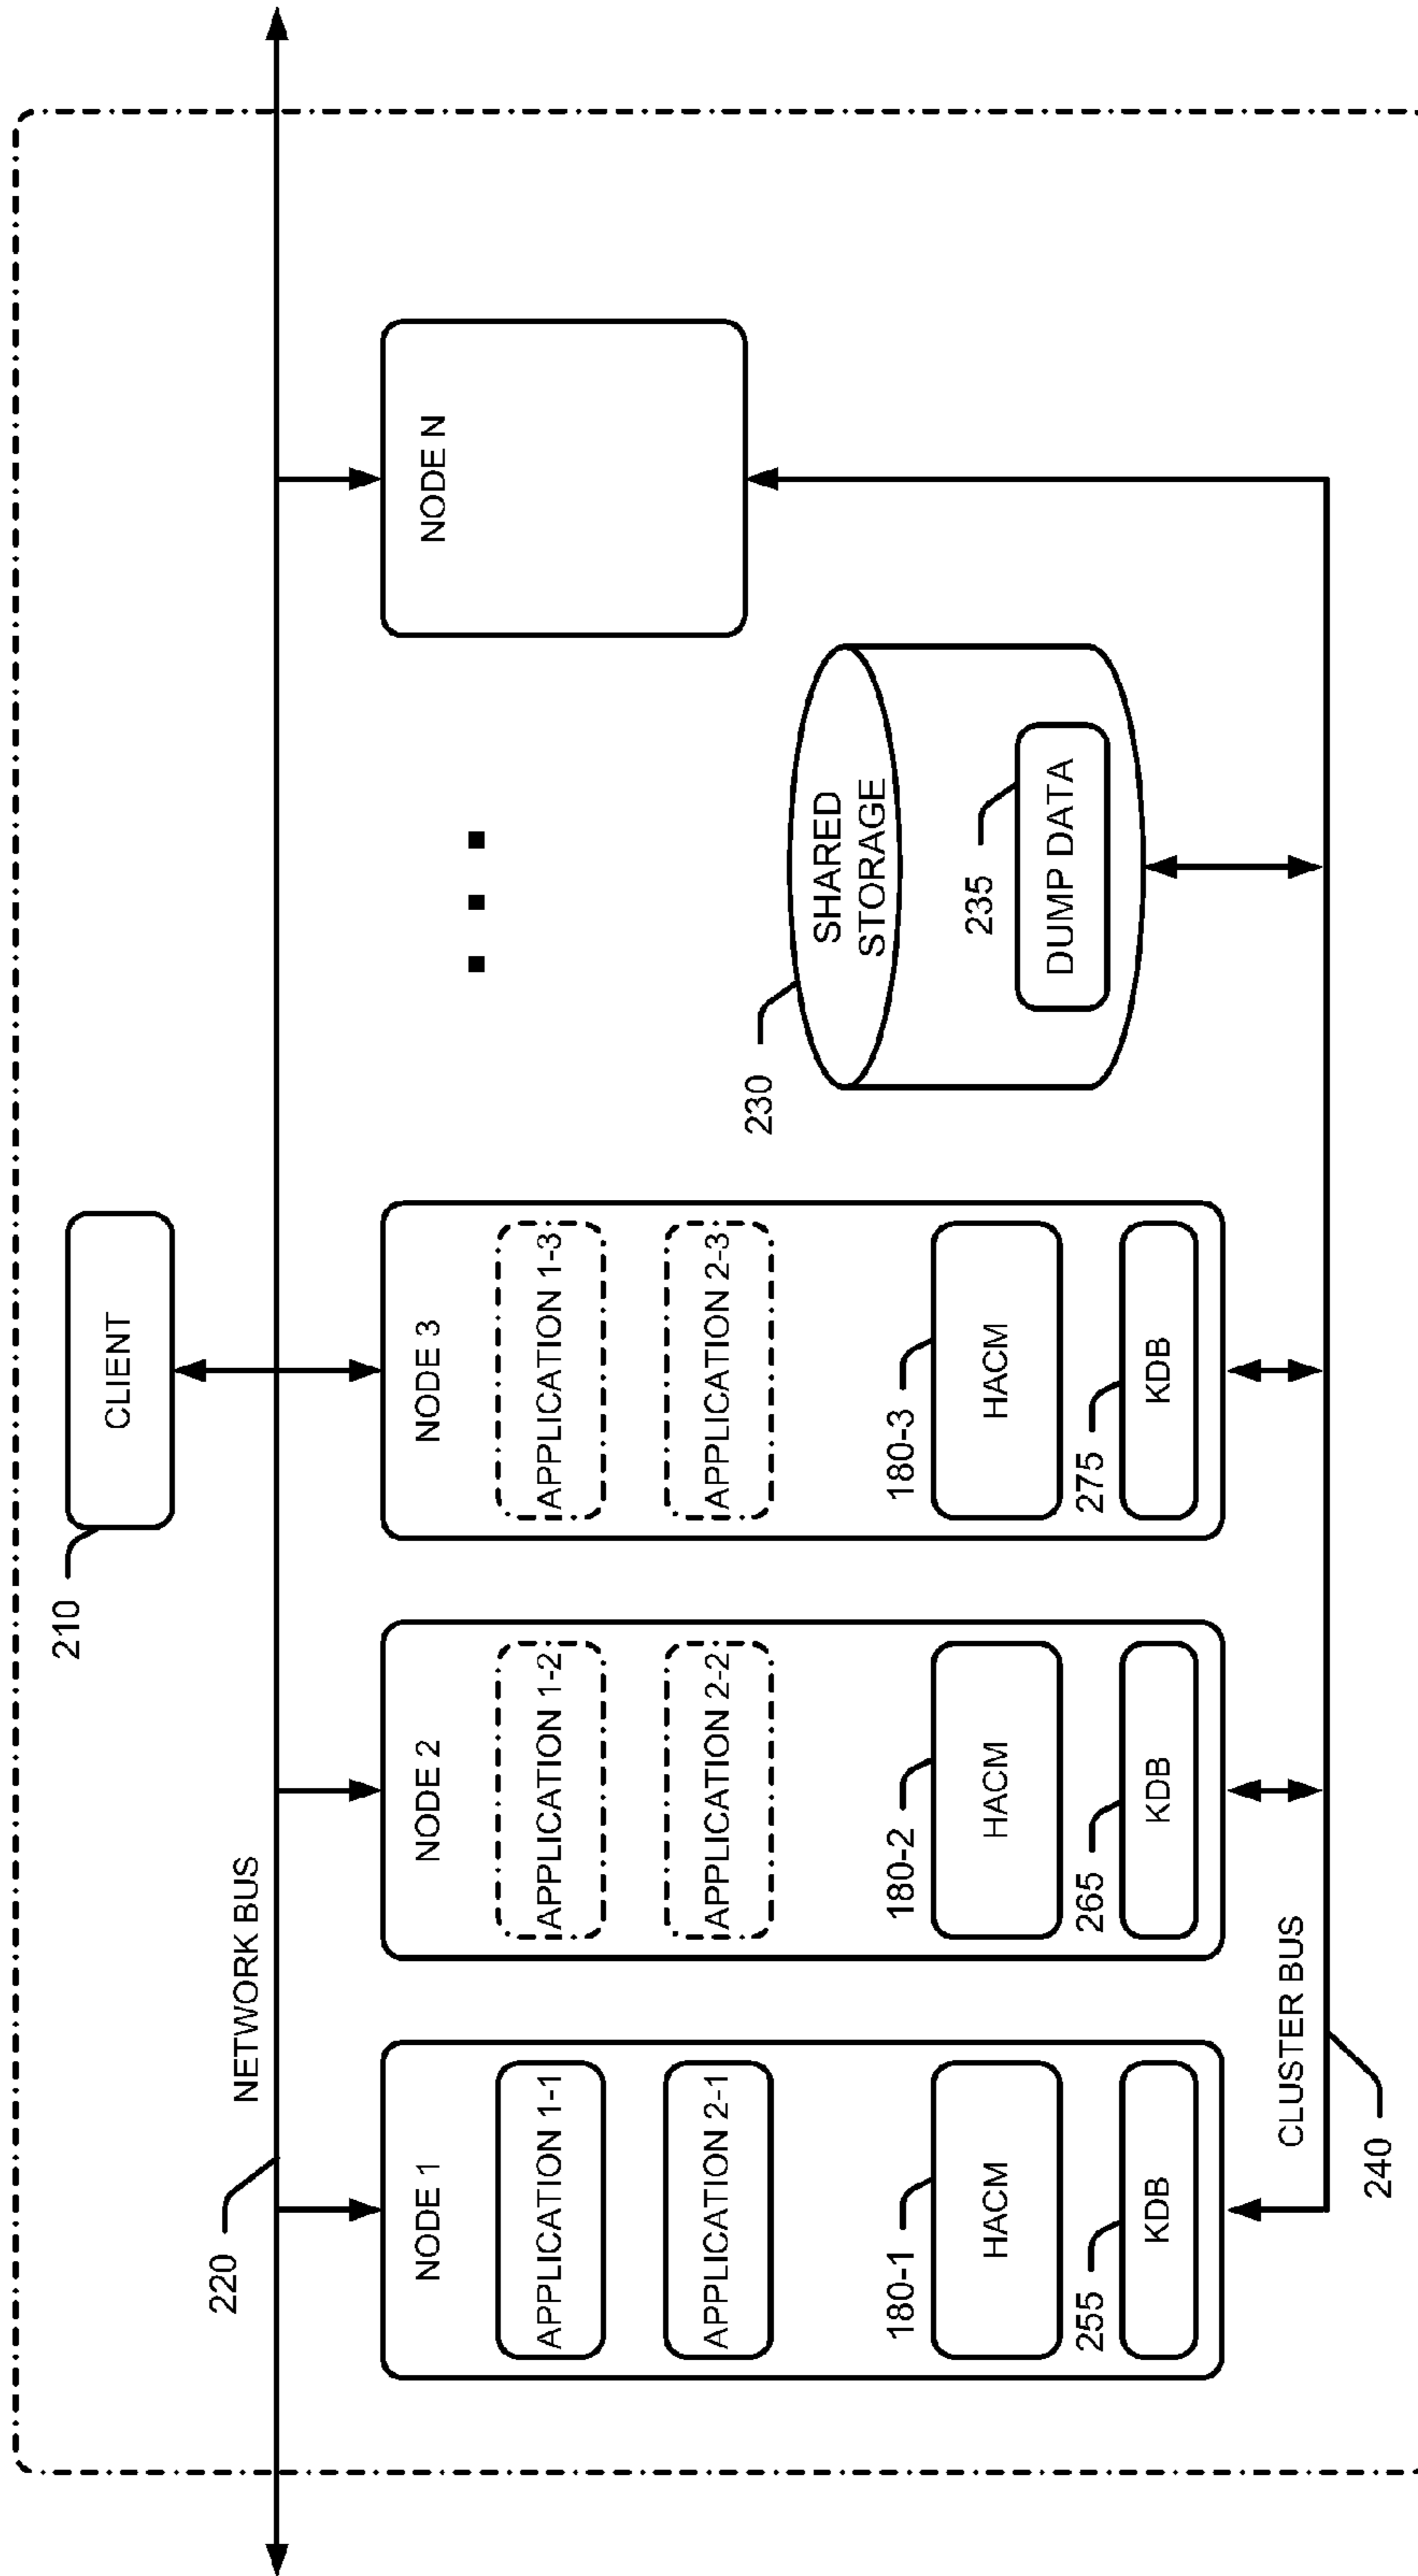 CLIENT
210
NETWORK BUS
220
NODE 1
APPLICATION 1-1
APPLICATION 2-1
180-1
HACM
255
KDB
NODE 2
APPLICATION 1-2
APPLICATION 2-2
180-2
HACM
265
KDB
NODE 3
APPLICATION 1-3
APPLICATION 2-3
180-3
HACM
275
KDB
230
SHARED
STORAGE
235
DUMP DATA
NODE N
CLUSTER BUS
240